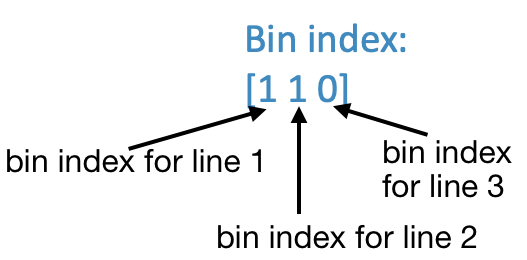 Bin index:
[1 1 0]
bin index for line 1
bin index
for line 3
bin index for line 2